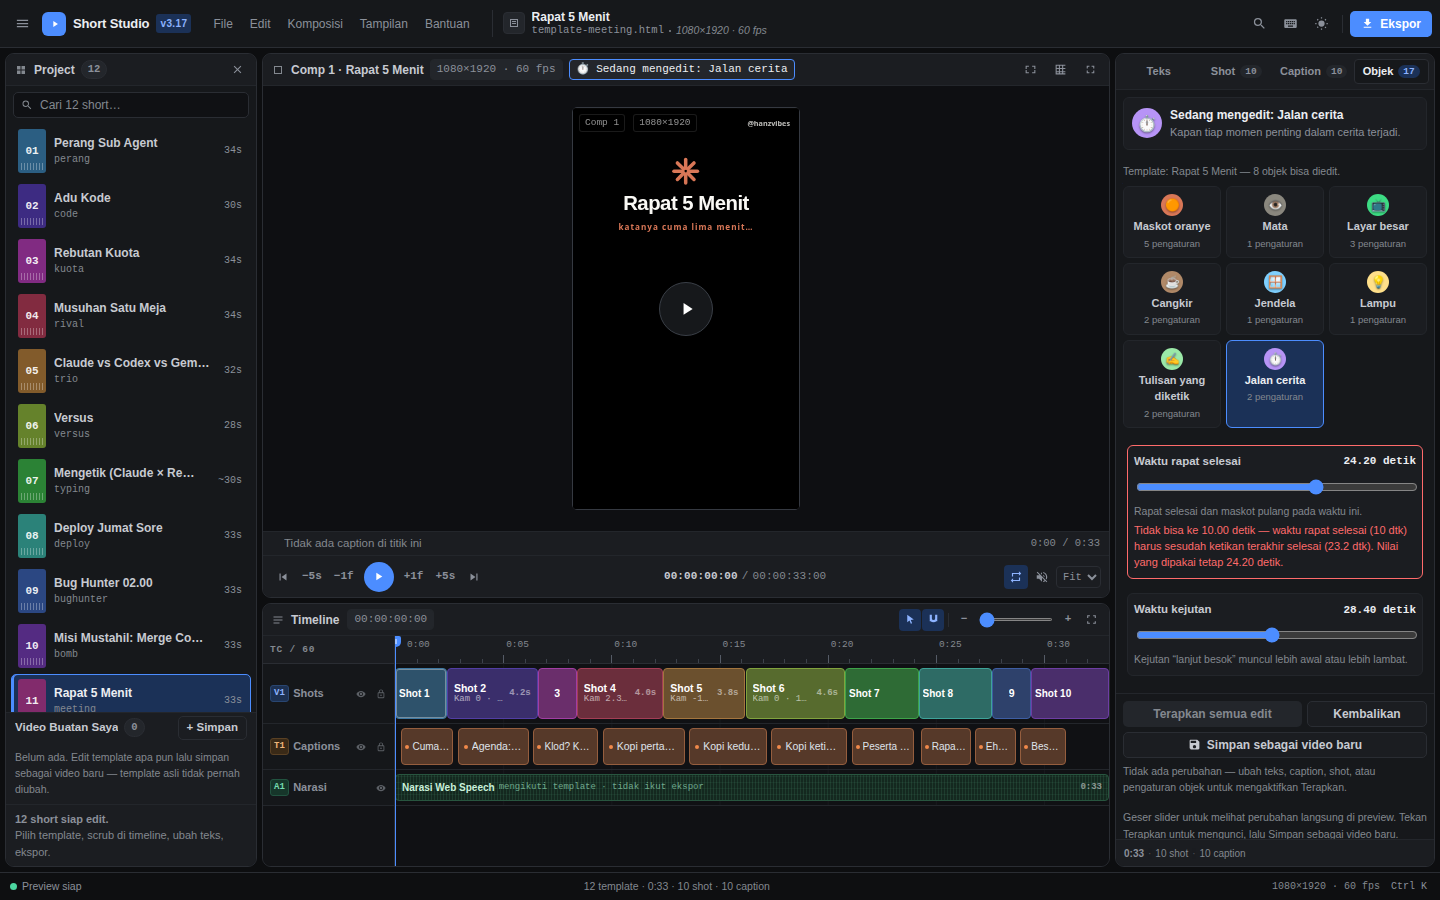 Short Studio v3.17 File Edit Komposisi Tampilan Bantuan
Rapat 5 Menit
template-meeting.html · 1080×1920 · 60 fps
Ekspor
Project 12
Cari 12 short…
01 Perang Sub Agent 34s
perang
02 Adu Kode 30s
code
03 Rebutan Kuota 34s
kuota
04 Musuhan Satu Meja 34s
rival
05 Claude vs Codex vs Gem… 32s
trio
06 Versus 28s
versus
07 Mengetik (Claude × Re… ~30s
typing
08 Deploy Jumat Sore 33s
deploy
09 Bug Hunter 02.00 33s
bughunter
10 Misi Mustahil: Merge Co… 33s
bomb
11 Rapat 5 Menit 33s
meeting
Video Buatan Saya 0 + Simpan
Belum ada. Edit template apa pun lalu simpan
sebagai video baru — template asli tidak pernah
diubah.
12 short siap edit.
Pilih template, scrub di timeline, ubah teks,
ekspor.
Comp 1 · Rapat 5 Menit 1080×1920 · 60 fps ⏱️ Sedang mengedit: Jalan cerita
Comp 1 1080×1920 @hanzvibes
Rapat 5 Menit
katanya cuma lima menit…
Tidak ada caption di titik ini 0:00 / 0:33
−5s −1f +1f +5s 00:00:00:00 / 00:00:33:00 Fit
Timeline 00:00:00:00 − +
TC / 60 0:00 0:05 0:10 0:15 0:20 0:25 0:30
V1 Shots
Shot 1
Shot 2 4.2s
Kam 0 · …
3
Shot 4 4.0s
Kam 2.3…
Shot 5 3.8s
Kam -1…
Shot 6 4.6s
Kam 0 · 1…
Shot 7
Shot 8
9
Shot 10
T1 Captions Cuma… Agenda:… Klod? K… Kopi perta… Kopi kedu… Kopi keti… Peserta … Rapa… Eh… Bes…
A1 Narasi Narasi Web Speech mengikuti template · tidak ikut ekspor 0:33
Teks Shot 10 Caption 10 Objek 17
Sedang mengedit: Jalan cerita
Kapan tiap momen penting dalam cerita terjadi.
Template: Rapat 5 Menit — 8 objek bisa diedit.
Maskot oranye
5 pengaturan
Mata
1 pengaturan
Layar besar
3 pengaturan
Cangkir
2 pengaturan
Jendela
1 pengaturan
Lampu
1 pengaturan
Tulisan yang
diketik
2 pengaturan
Jalan cerita
2 pengaturan
Waktu rapat selesai 24.20 detik
Rapat selesai dan maskot pulang pada waktu ini.
Tidak bisa ke 10.00 detik — waktu rapat selesai (10 dtk)
harus sesudah ketikan terakhir selesai (23.2 dtk). Nilai
yang dipakai tetap 24.20 detik.
Waktu kejutan 28.40 detik
Kejutan “lanjut besok” muncul lebih awal atau lebih lambat.
Terapkan semua edit Kembalikan
Simpan sebagai video baru
Tidak ada perubahan — ubah teks, caption, shot, atau
pengaturan objek untuk mengaktifkan Terapkan.
Geser slider untuk melihat perubahan langsung di preview. Tekan
Terapkan untuk mengunci, lalu Simpan sebagai video baru.
0:33 · 10 shot · 10 caption
Preview siap 12 template · 0:33 · 10 shot · 10 caption 1080×1920 · 60 fps Ctrl K